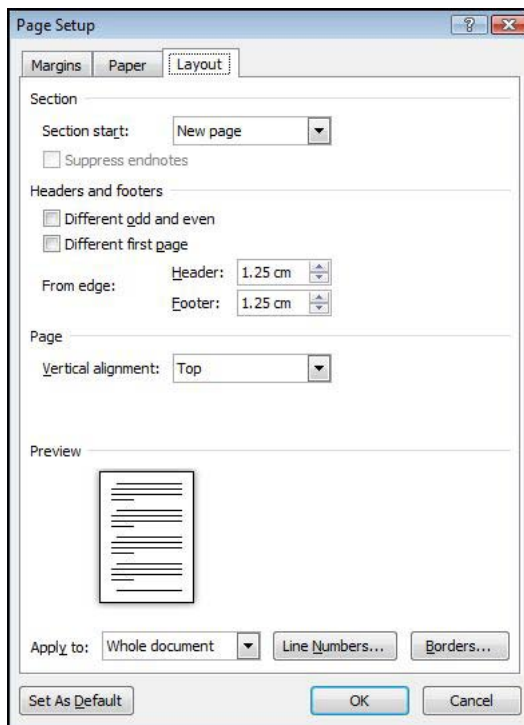 Page Setup
Margins Paper Layout
Section
Section start: New page
Suppress endnotes
Headers and footers
Different odd and even
Different first page
From edge: Header: 1.25 cm
Footer: 1.25 cm
Page
Vertical alignment: Top
Preview
Apply to: Whole document Line Numbers... Borders...
Set As Default OK Cancel